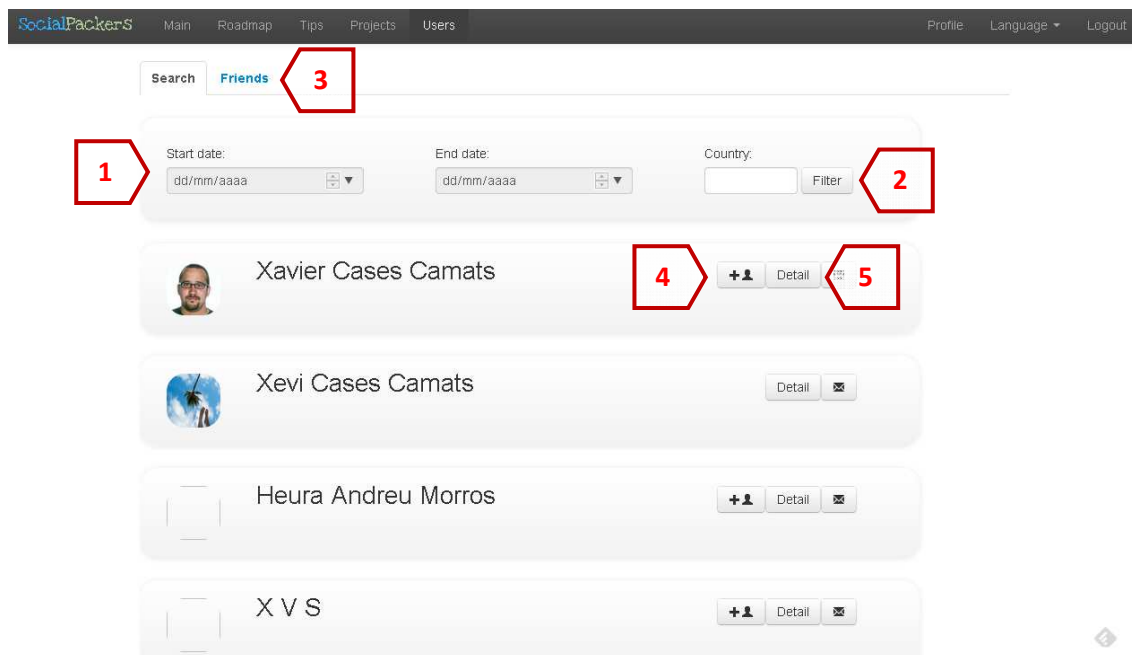 SocialPackers Main Roadmap Tips Projects Users Profile Language Logout
Search Friends 3
Start date: End date: Country:
1 dd/mm/aaaa dd/mm/aaaa Filter 2
Xavier Cases Camats 4 Detail 5
Xevi Cases Camats Detail
Heura Andreu Morros Detail
X V S Detail